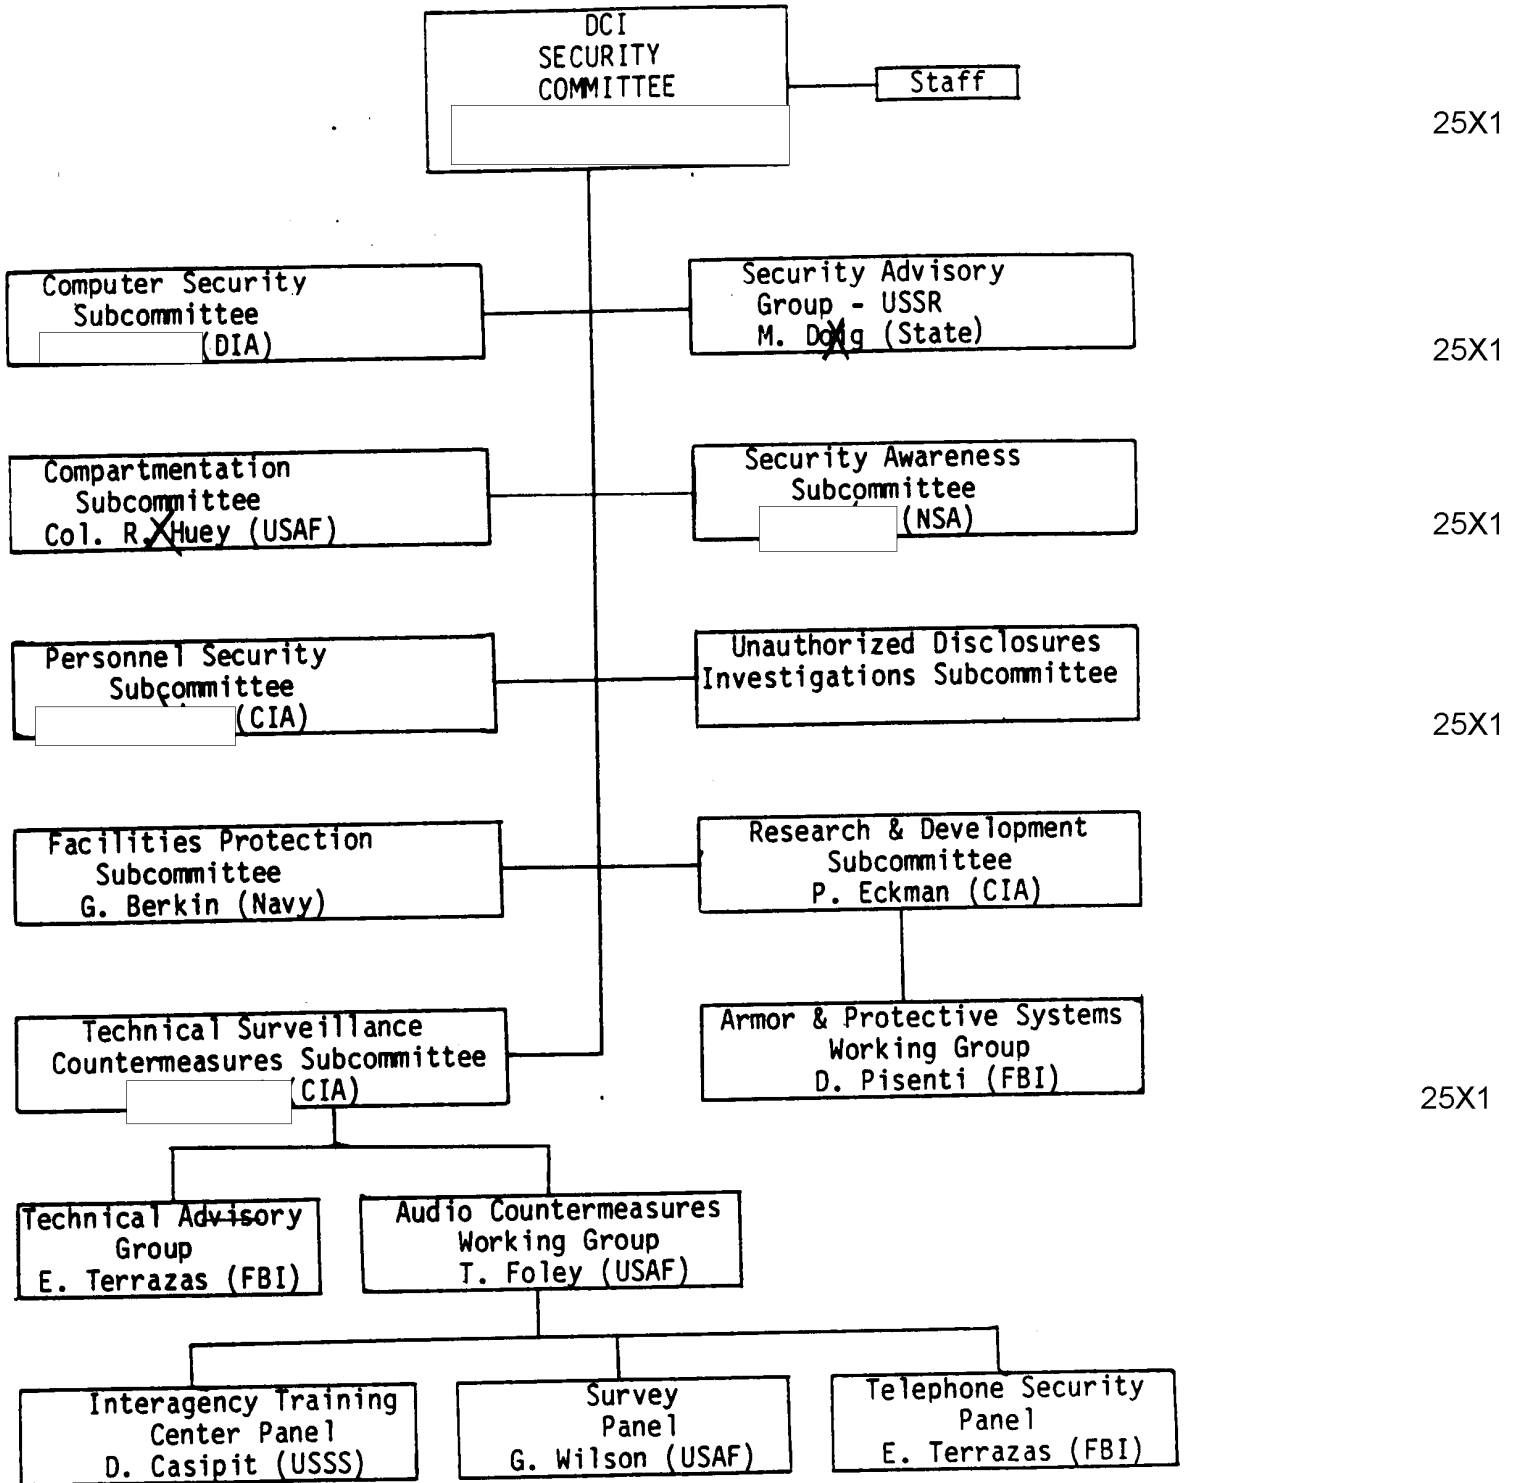 DCI
SECURITY
COMMITTEE
Staff
25X1
Computer Security
Subcommittee
(DIA)
Security Advisory
Group - USSR
M. (State)
25X1
Compartmentation
Subcommittee
Col. R. Huey (USAF)
Security Awareness
Subcommittee
(NSA)
25X1
Personnel Security
Subcommittee
(CIA)
Unauthorized Disclosures
Investigations Subcommittee
25X1
Facilities Protection
Subcommittee
G. Berkin (Navy)
Research & Development
Subcommittee
P. Eckman (CIA)
Technical Surveillance
Countermeasures Subcommittee
(CIA)
Armor & Protective Systems
Working Group
D. Pisenti (FBI)
25X1
Technical Advisory
Group
E. Terrazas (FBI)
Audio Countermeasures
Working Group
T. Foley (USAF)
Interagency Training
Center Panel
D. Casipit (USSS)
Survey
Panel
G. Wilson (USAF)
Telephone Security
Panel
E. Terrazas (FBI)